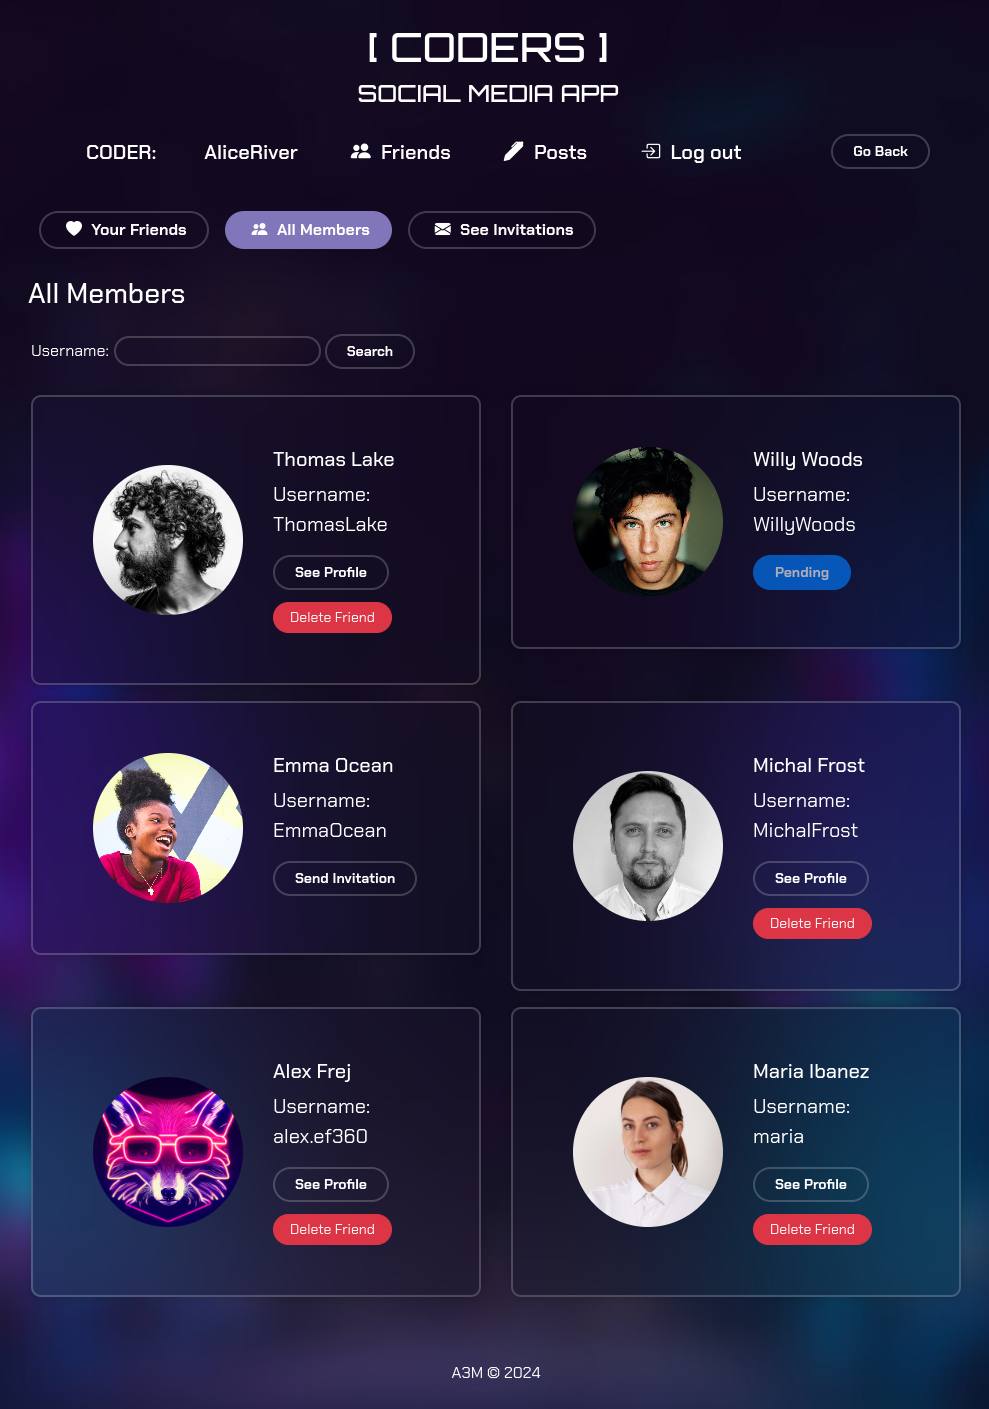 [ CODERS ]
SOCIAL MEDIA APP
CODER: AliceRiver Friends Posts Log out Go Back
Your Friends All Members See Invitations
All Members
Username: Search
Thomas Lake
Username:
ThomasLake
See Profile
Delete Friend
Willy Woods
Username:
WillyWoods
Pending
Emma Ocean
Username:
EmmaOcean
Send Invitation
Michal Frost
Username:
MichalFrost
See Profile
Delete Friend
Alex Frej
Username:
alex.ef360
See Profile
Delete Friend
Maria Ibanez
Username:
maria
See Profile
Delete Friend
A3M © 2024